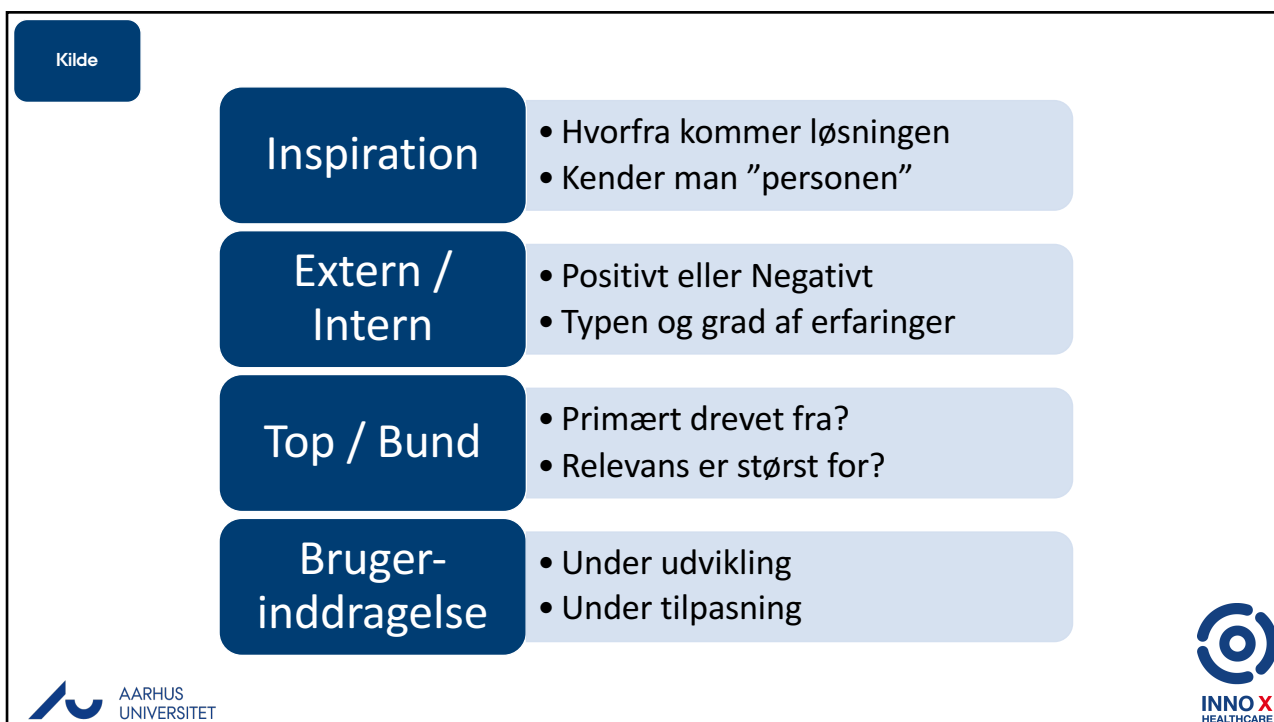 Kilde
Inspiration
• Hvorfra kommer løsningen
• Kender man ”personen”
Extern /
Intern
• Positivt eller Negativt
• Typen og grad af erfaringer
Top / Bund
• Primært drevet fra?
• Relevans er størst for?
Bruger-
inddragelse
• Under udvikling
• Under tilpasning
AARHUS
UNIVERSITET
INNO X
HEALTHCARE